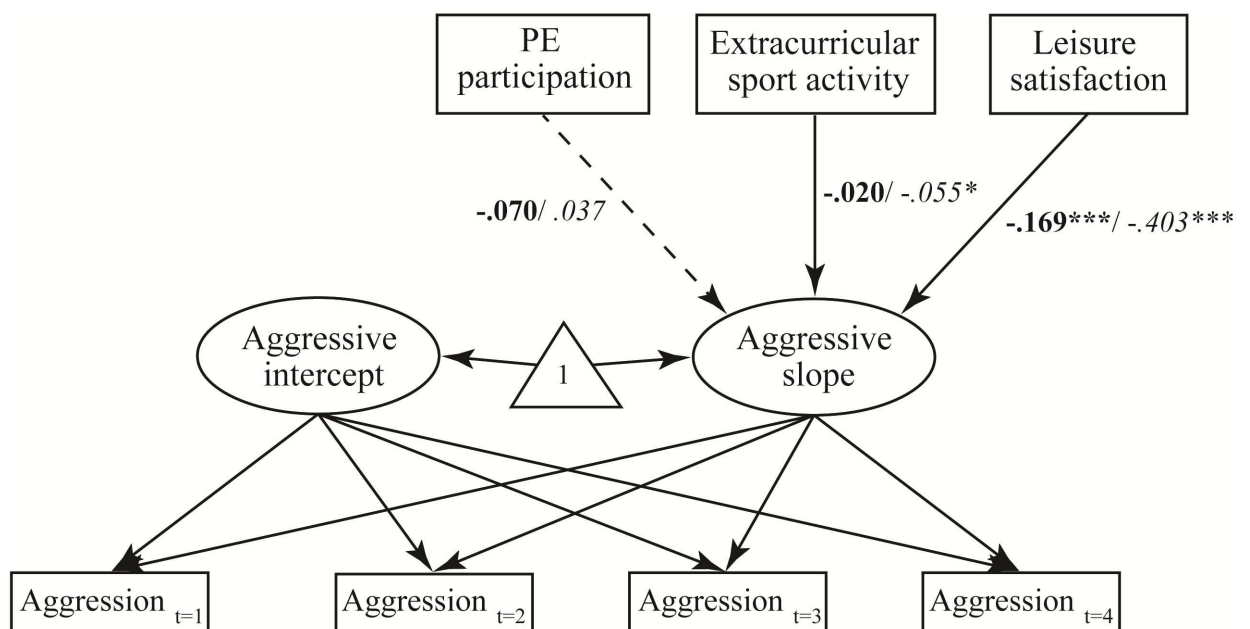 PE
participation
Extracurricular
sport activity
Leisure
satisfaction
-.070/ .037
-.020/ -.055*
-.169***/ -.403***
Aggressive
intercept
1
Aggressive
slope
Aggression t=1
Aggression t=2
Aggression t=3
Aggression t=4